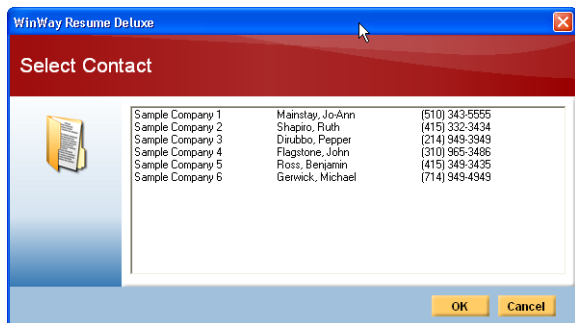 WinWay Resume Deluxe
Select Contact
Sample Company 1 Mainstay, Jo-Ann (510) 343-5555
Sample Company 2 Shapiro, Ruth (415) 332-3434
Sample Company 3 Dirubbo, Pepper (214) 949-3949
Sample Company 4 Flagstone, John (310) 965-3486
Sample Company 5 Ross, Benjamin (415) 349-3435
Sample Company 6 Gerwick, Michael (714) 949-4949
OK Cancel